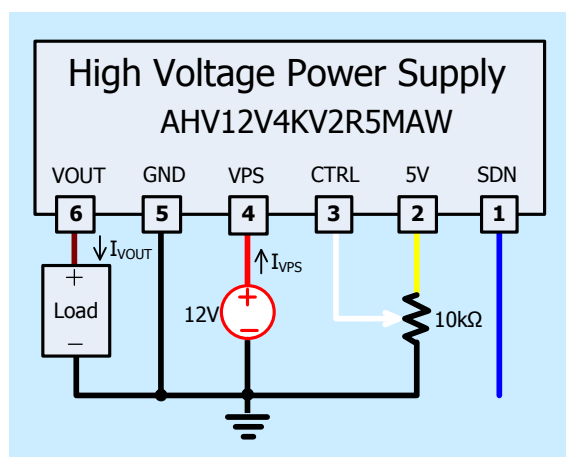 High Voltage Power Supply
AHV12V4KV2R5MAW
VOUT GND VPS CTRL 5V SDN
6 5 4 3 2 1
IVOUT
IVPS
+
Load
−
12V
+
−
10kΩ